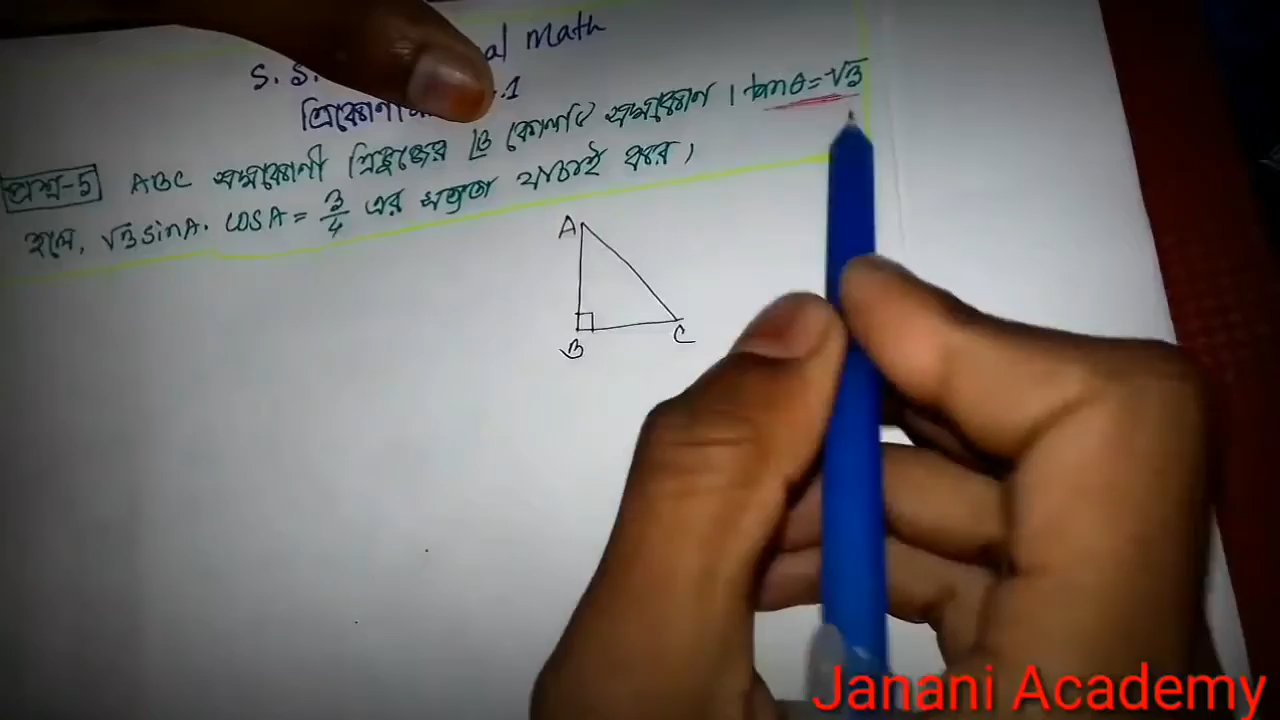 S. S. al Math
.1
প্রশ্ন-5 ABC সমকোণী ত্রিভুজের B কোণটি সমকোণ । tanθ=√3
হলে, √3 sinA. cosA = 3/4 এর সত্যতা যাচাই কর ।
A
B C
Janani Academy